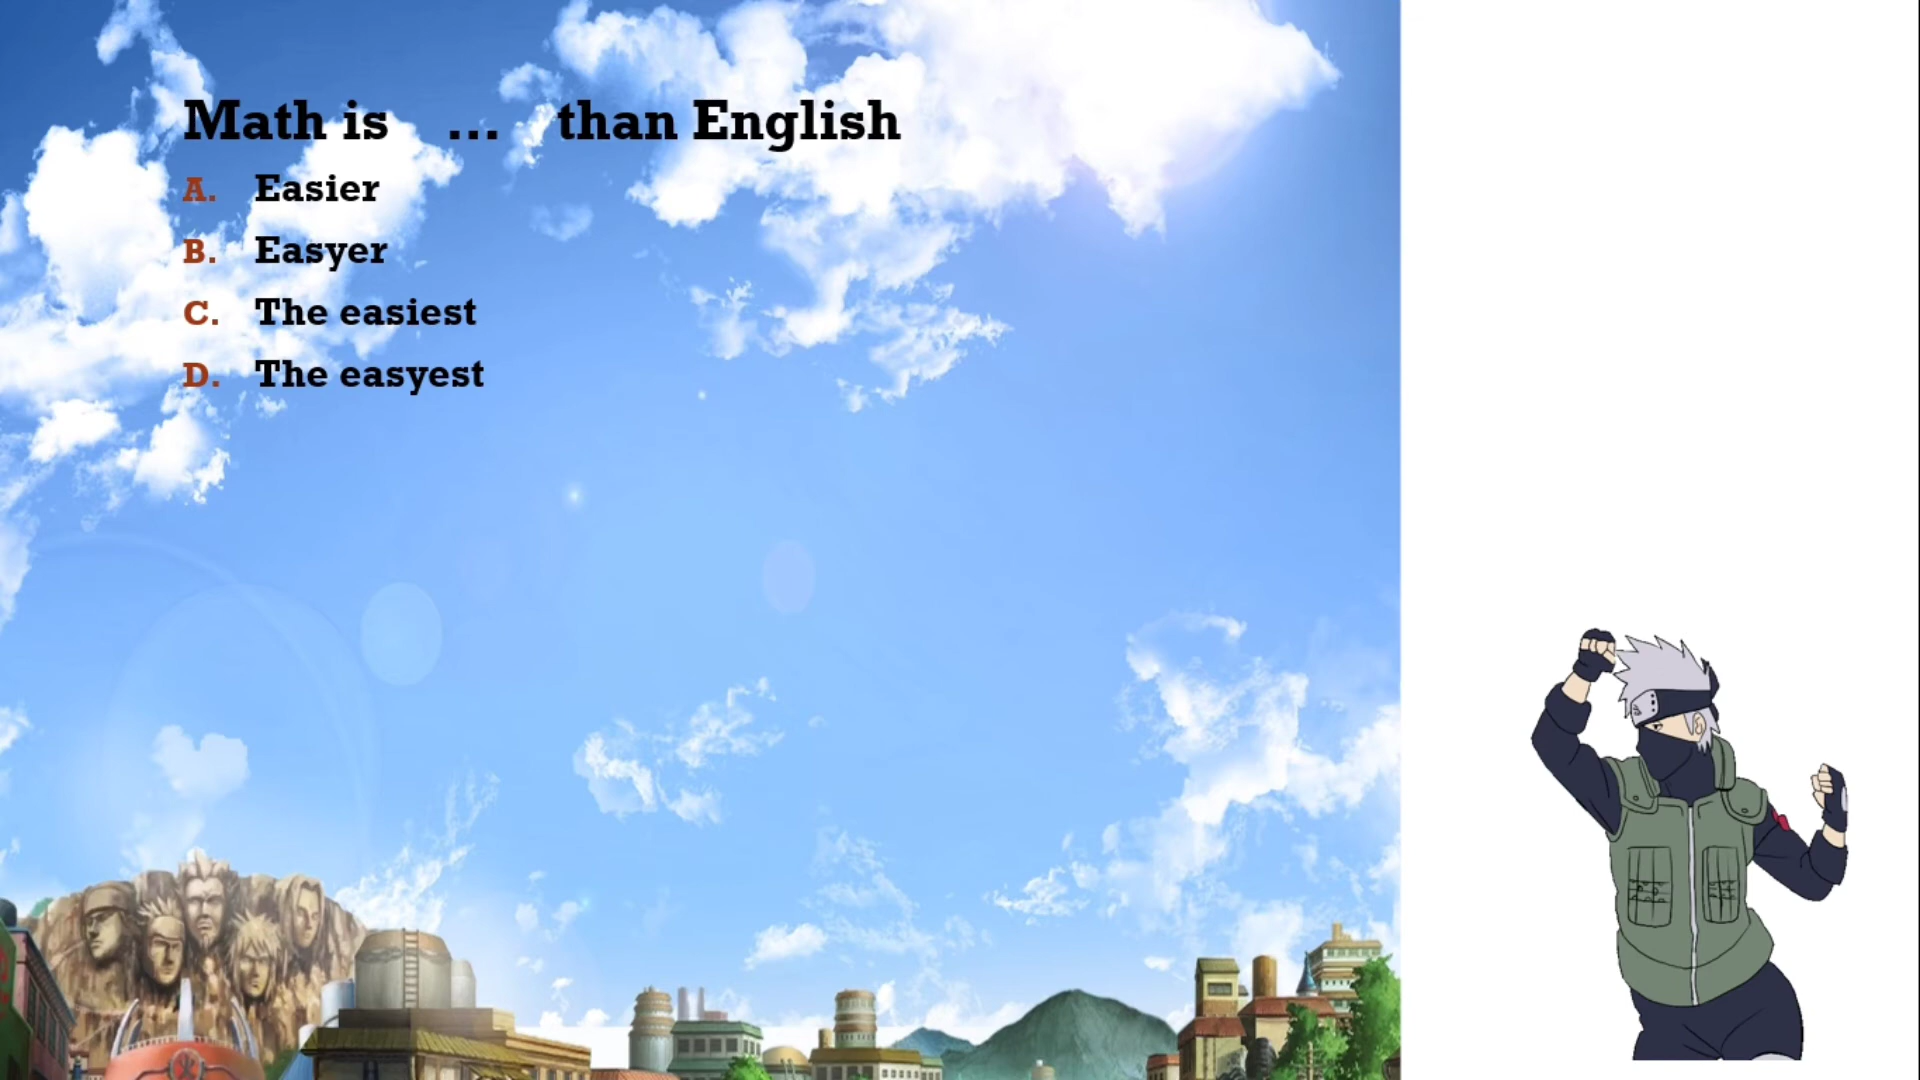 Math is ... than English
A. Easier
B. Easyer
C. The easiest
D. The easyest